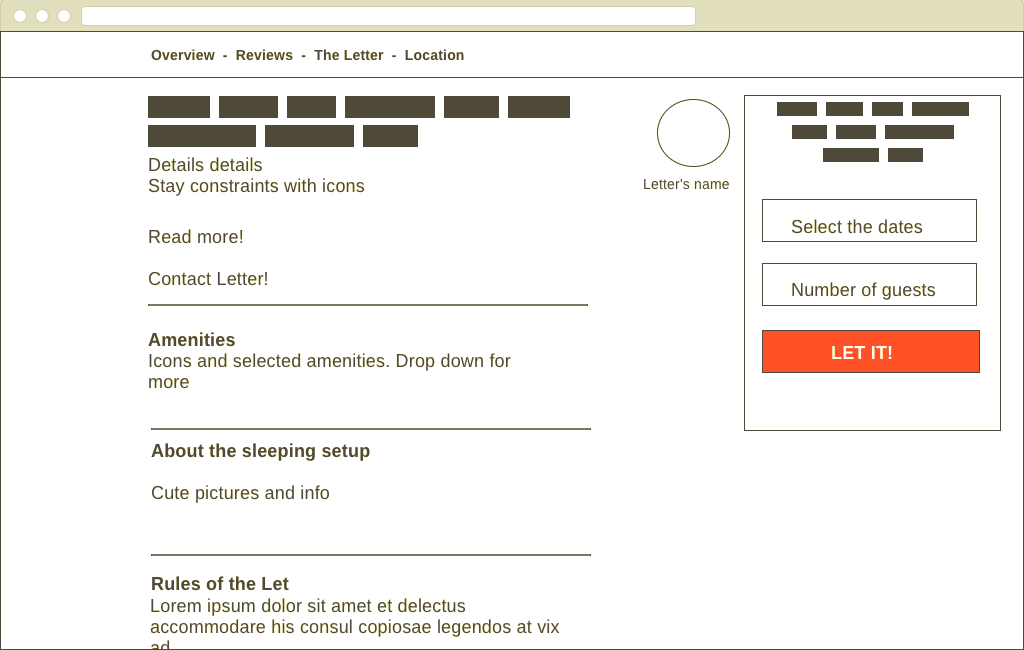 Overview - Reviews - The Letter - Location
Details details
Stay constraints with icons
Read more!
Contact Letter!
Letter's name
Select the dates
Number of guests
LET IT!
Amenities
Icons and selected amenities. Drop down for
more
About the sleeping setup
Cute pictures and info
Rules of the Let
Lorem ipsum dolor sit amet et delectus
accommodare his consul copiosae legendos at vix
ad